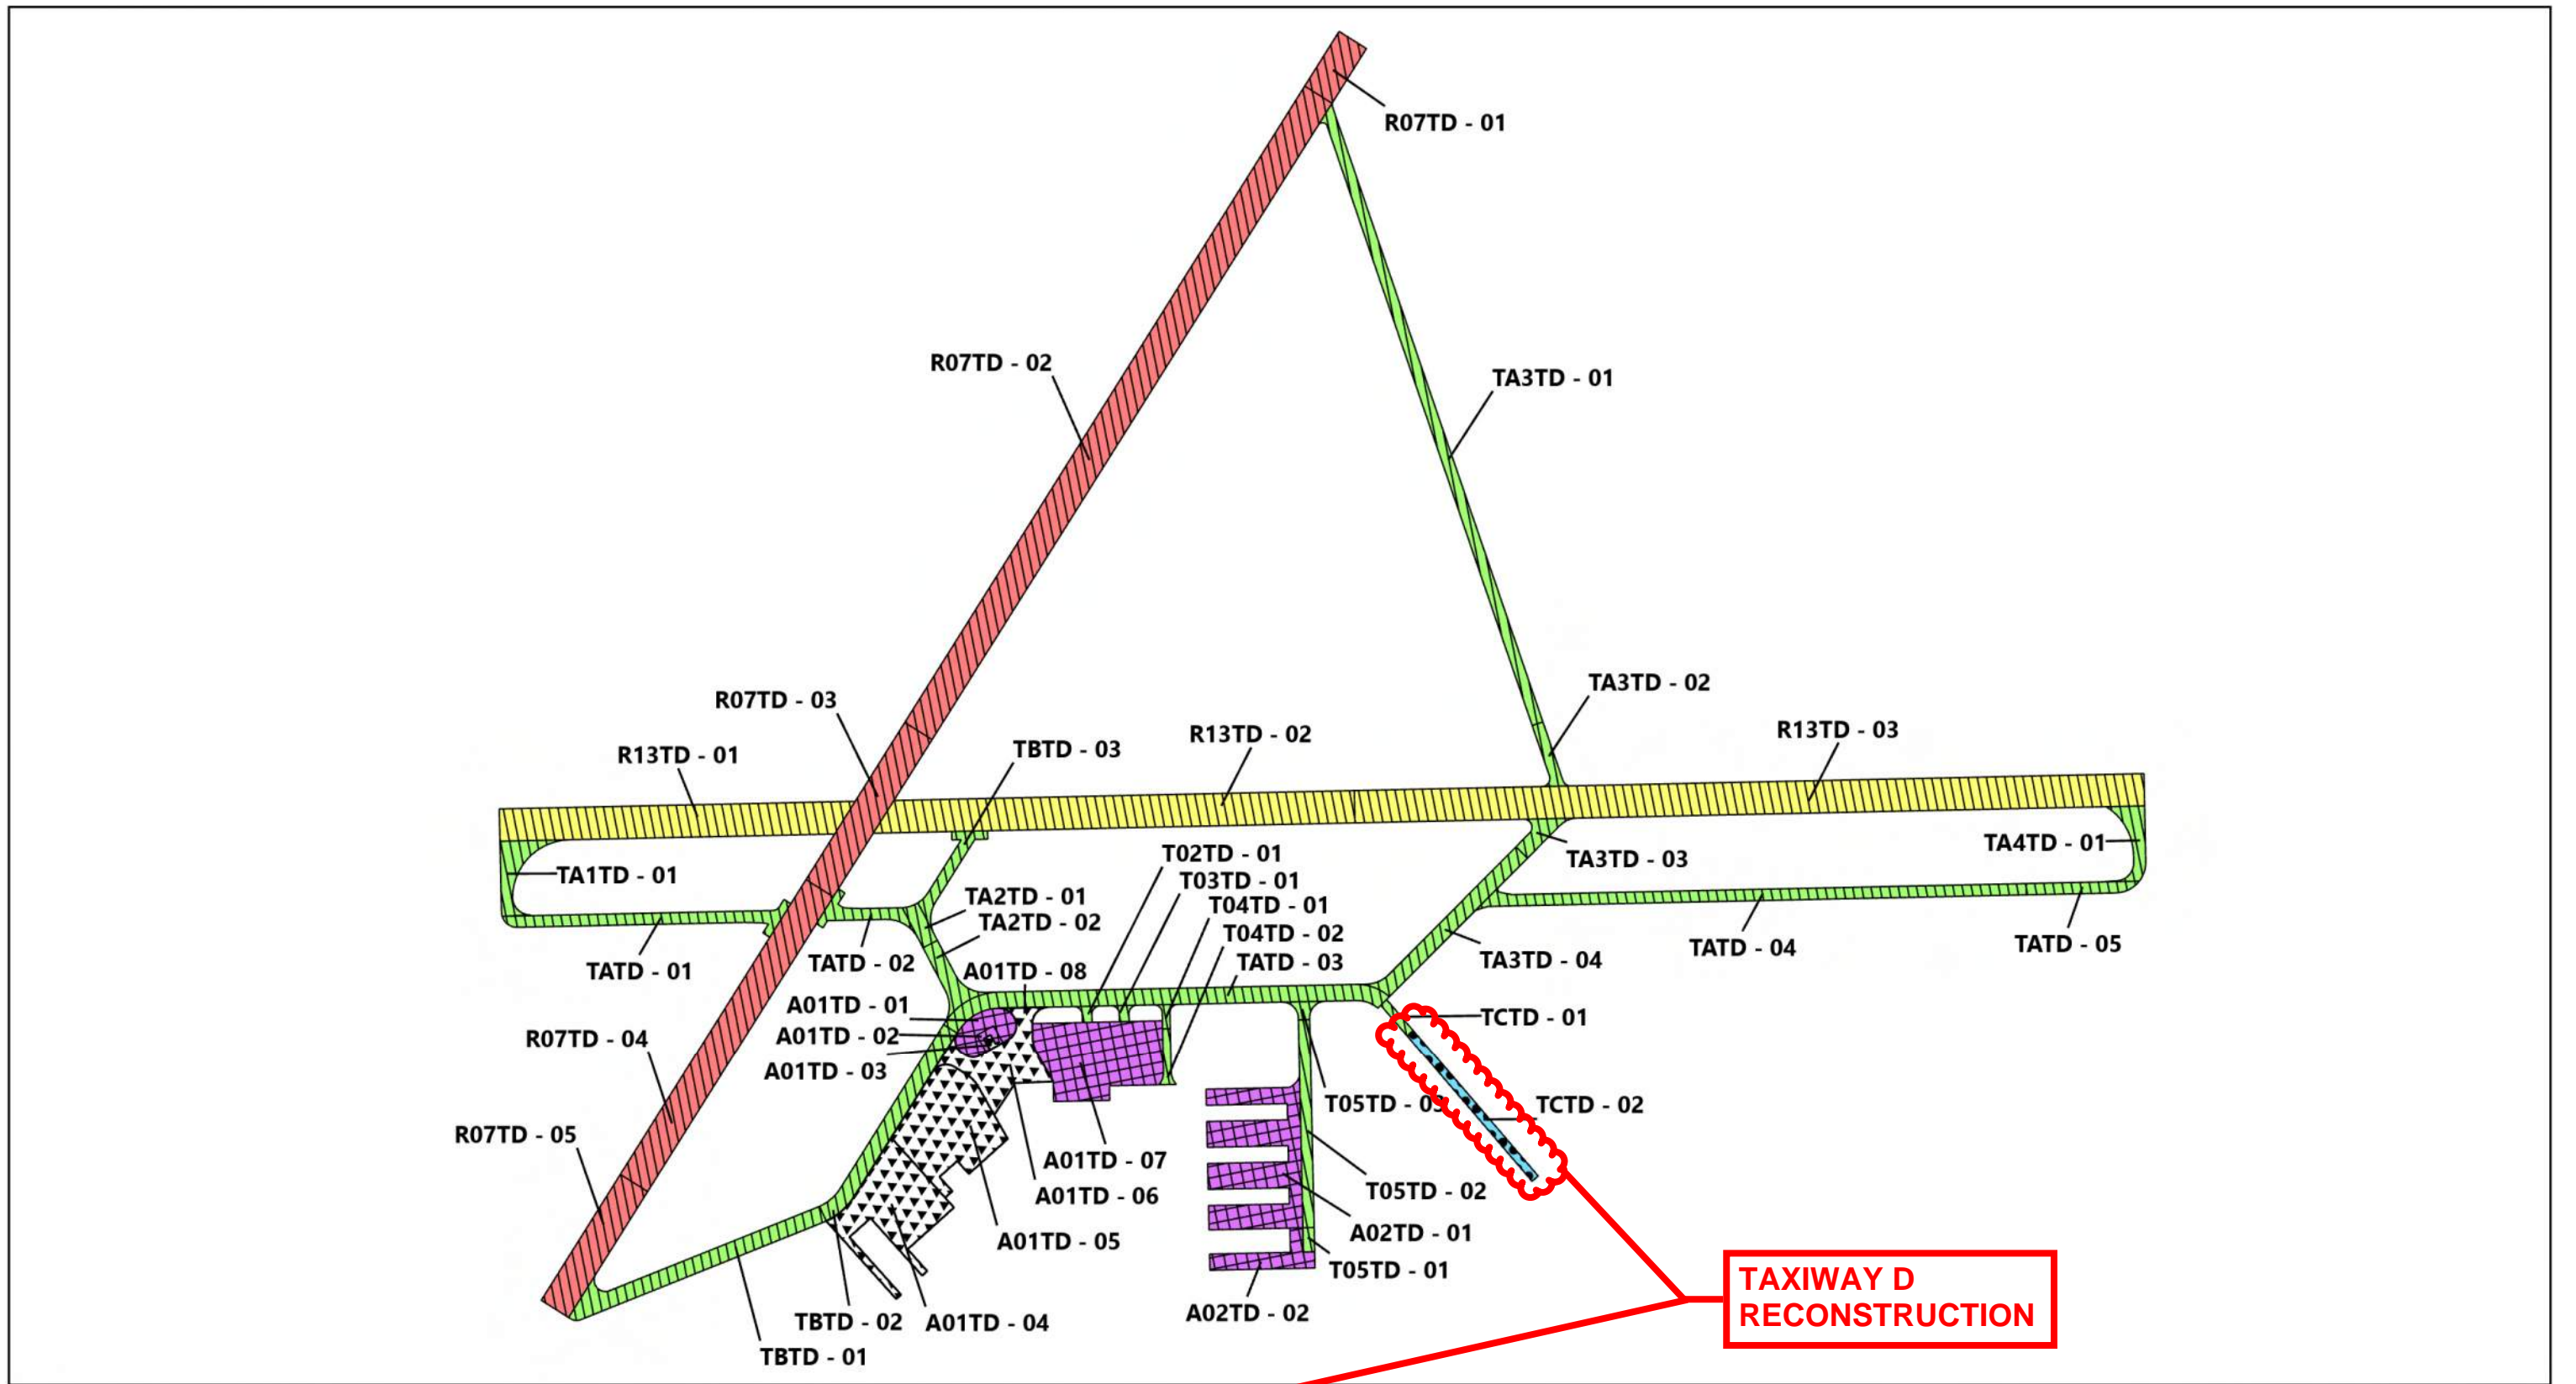 R07TD - 01
R07TD - 02
TA3TD - 01
TA3TD - 02
R07TD - 03
R13TD - 03
R13TD - 02
TBTD - 03
R13TD - 01
TA4TD - 01
T02TD - 01
TA3TD - 03
TA1TD - 01
T03TD - 01
TA2TD - 01
T04TD - 01
TA2TD - 02
T04TD - 02
TATD - 05
TATD - 04
TA3TD - 04
TATD - 02
TATD - 03
TATD - 01
A01TD - 08
A01TD - 01
TCTD - 01
A01TD - 02
R07TD - 04
A01TD - 03
T05TD - 03
TCTD - 02
R07TD - 05
A01TD - 07
T05TD - 02
A01TD - 06
A02TD - 01
A01TD - 05
T05TD - 01
TAXIWAY D
RECONSTRUCTION
A02TD - 02
TBTD - 02
A01TD - 04
TBTD - 01